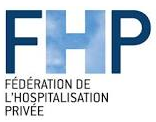 FHP
FÉDÉRATION DE
L'HOSPITALISATION
PRIVÉE